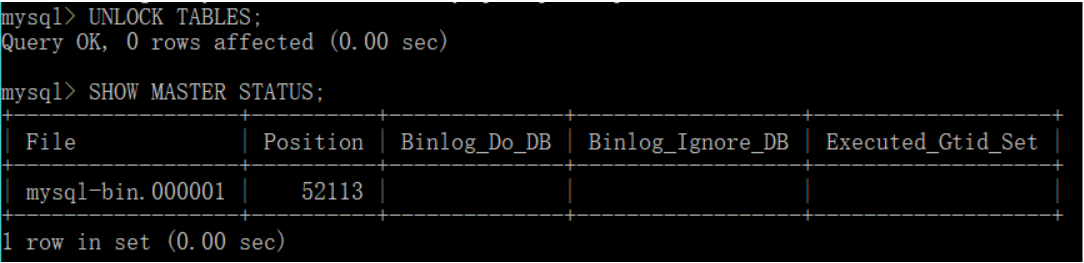 mysql> UNLOCK TABLES;
Query OK, 0 rows affected (0.00 sec)
mysql> SHOW MASTER STATUS;
+------------------+----------+--------------+------------------+-------------------+
| File | Position | Binlog_Do_DB | Binlog_Ignore_DB | Executed_Gtid_Set |
+------------------+----------+--------------+------------------+-------------------+
| mysql-bin.000001 | 52113 | | | |
+------------------+----------+--------------+------------------+-------------------+
1 row in set (0.00 sec)